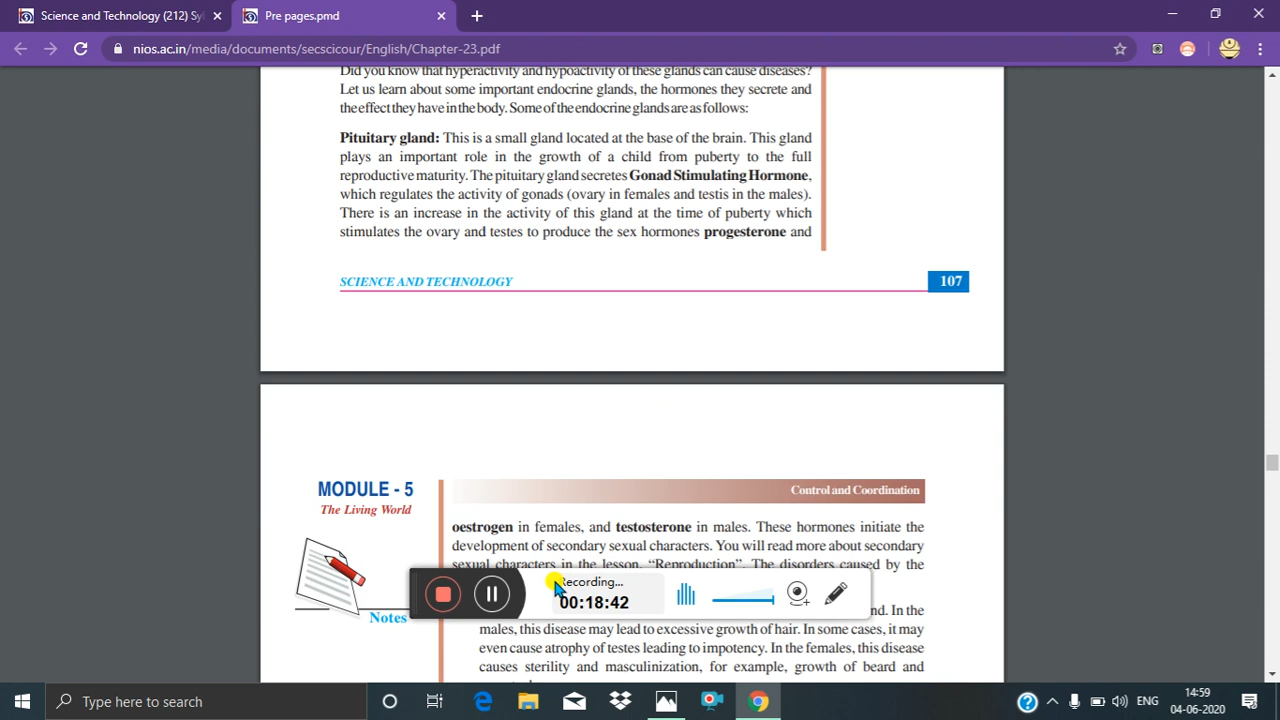 Science and Technology (212) Syl
Pre pages.pmd
nios.ac.in/media/documents/secscicour/English/Chapter-23.pdf
Did you know that hyperactivity and hypoactivity of these glands can cause diseases?
Let us learn about some important endocrine glands, the hormones they secrete and
the effect they have in the body. Some of the endocrine glands are as follows:
Pituitary gland: This is a small gland located at the base of the brain. This gland
plays an important role in the growth of a child from puberty to the full
reproductive maturity. The pituitary gland secretes Gonad Stimulating Hormone,
which regulates the activity of gonads (ovary in females and testis in the males).
There is an increase in the activity of this gland at the time of puberty which
stimulates the ovary and testes to produce the sex hormones progesterone and
SCIENCE AND TECHNOLOGY
107
MODULE - 5
The Living World
Notes
Control and Coordination
oestrogen in females, and testosterone in males. These hormones initiate the
development of secondary sexual characters. You will read more about secondary
sexual characters in the lesson, “Reproduction”. The disorders caused by the
nd. In the
males, this disease may lead to excessive growth of hair. In some cases, it may
even cause atrophy of testes leading to impotency. In the females, this disease
causes sterility and masculinization, for example, growth of beard and
Recording...
00:18:42
Type here to search
ENG
14:59
04-06-2020